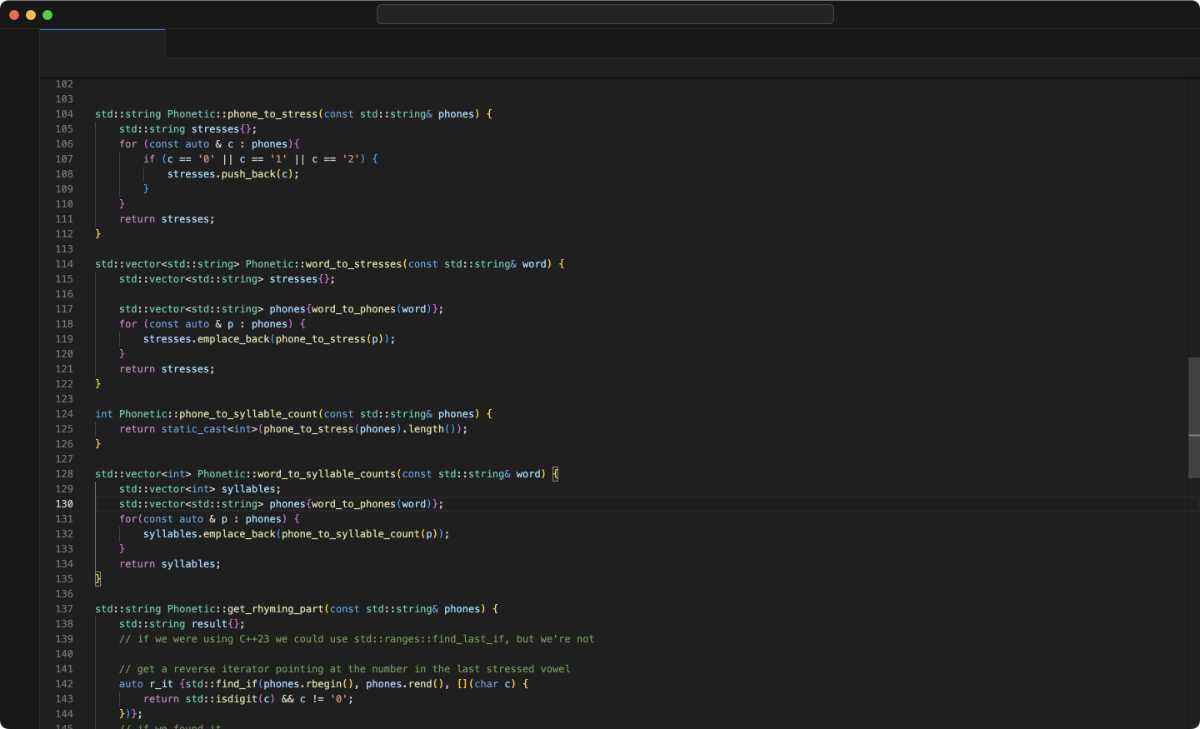 102
103
104 std::string Phonetic::phone_to_stress(const std::string& phones) {
105 std::string stresses{};
106 for (const auto & c : phones){
107 if (c == '0' || c == '1' || c == '2') {
108 stresses.push_back(c);
109 }
110 }
111 return stresses;
112 }
113
114 std::vector<std::string> Phonetic::word_to_stresses(const std::string& word) {
115 std::vector<std::string> stresses{};
116
117 std::vector<std::string> phones{word_to_phones(word)};
118 for (const auto & p : phones) {
119 stresses.emplace_back(phone_to_stress(p));
120 }
121 return stresses;
122 }
123
124 int Phonetic::phone_to_syllable_count(const std::string& phones) {
125 return static_cast<int>(phone_to_stress(phones).length());
126 }
127
128 std::vector<int> Phonetic::word_to_syllable_counts(const std::string& word) {
129 std::vector<int> syllables;
130 std::vector<std::string> phones{word_to_phones(word)};
131 for(const auto & p : phones) {
132 syllables.emplace_back(phone_to_syllable_count(p));
133 }
134 return syllables;
135 }
136
137 std::string Phonetic::get_rhyming_part(const std::string& phones) {
138 std::string result{};
139 // if we were using C++23 we could use std::ranges::find_last_if, but we're not
140
141 // get a reverse iterator pointing at the number in the last stressed vowel
142 auto r_it {std::find_if(phones.rbegin(), phones.rend(), [](char c) {
143 return std::isdigit(c) && c != '0';
144 })};
145 // if we found it